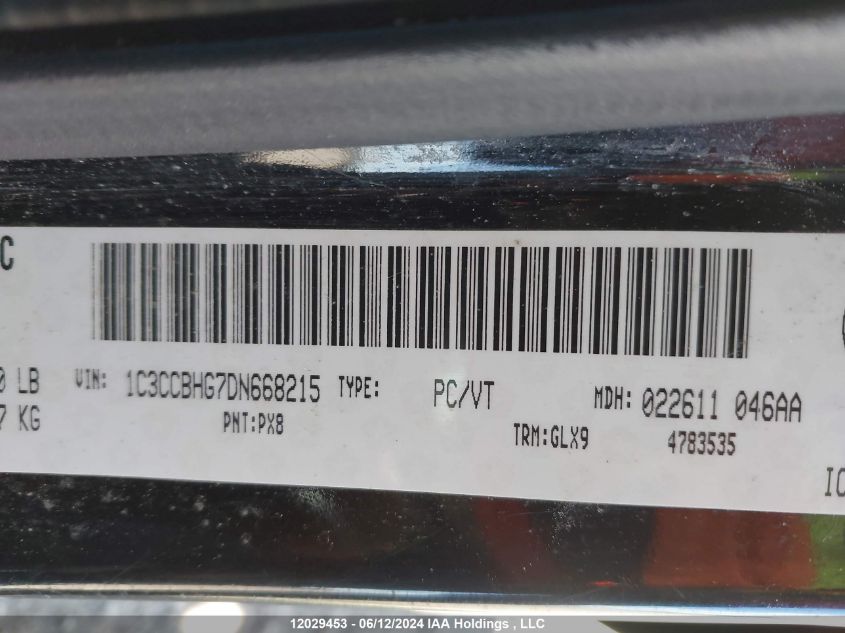 C
0 LB
7 KG
VIN: 1C3CCBHG7DN668215 TYPE: PC/VT MDH: 022611 046AA
PNT:PX8 TRM:GLX9 4783535
IC
12029453 - 06/12/2024 IAA Holdings , LLC